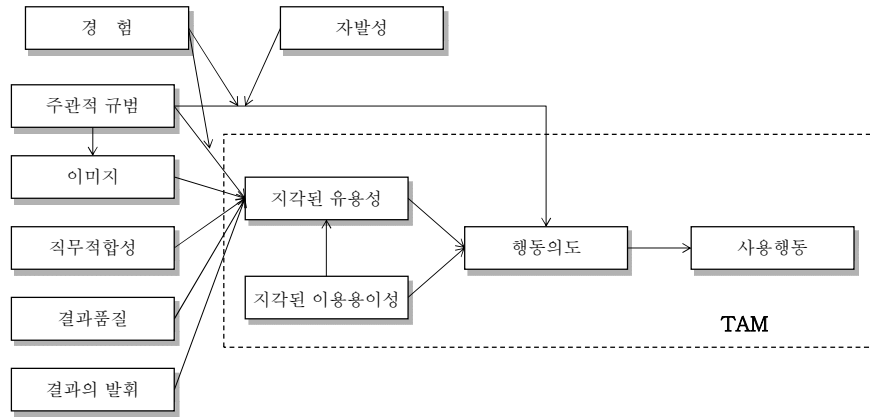 경 험
자발성
주관적 규범
이미지
지각된 유용성
직무적합성
행동의도
사용행동
지각된 이용용이성
결과품질
TAM
결과의 발휘